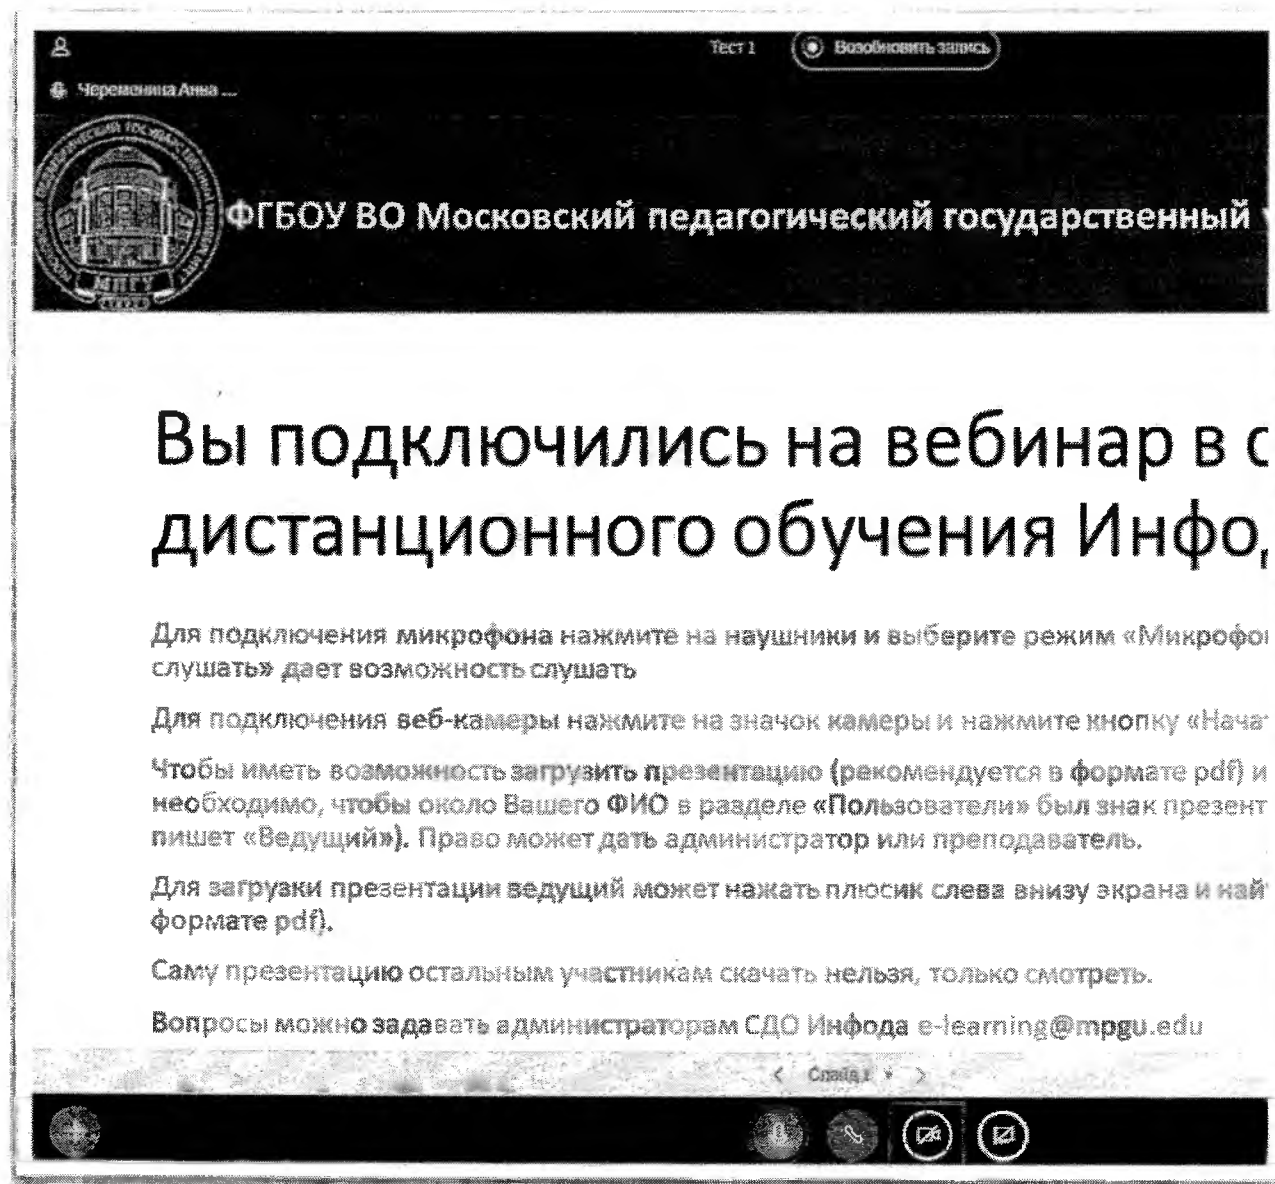 Тест 1
Возобновить запись
Череменина Анна ...
МПГУ
ФГБОУ ВО Московский педагогический государственный
Вы подключились на вебинар в с
дистанционного обучения Инфо
Для подключения микрофона нажмите на наушники и выберите режим «Микрофо
слушать» дает возможность слушать
Для подключения веб-камеры нажмите на значок камеры и нажмите кнопку «Нача
Чтобы иметь возможность загрузить презентацию (рекомендуется в формате pdf) и
необходимо, чтобы около Вашего ФИО в разделе «Пользователи» был знак презент
пишет «Ведущий»). Право может дать администратор или преподаватель.
Для загрузки презентации ведущий может нажать плюсик слева внизу экрана и най
формате pdf).
Саму презентацию остальным участникам скачать нельзя, только смотреть.
Вопросы можно задавать администраторам СДО Инфода e-learning@mpgu.edu
Слайд 1